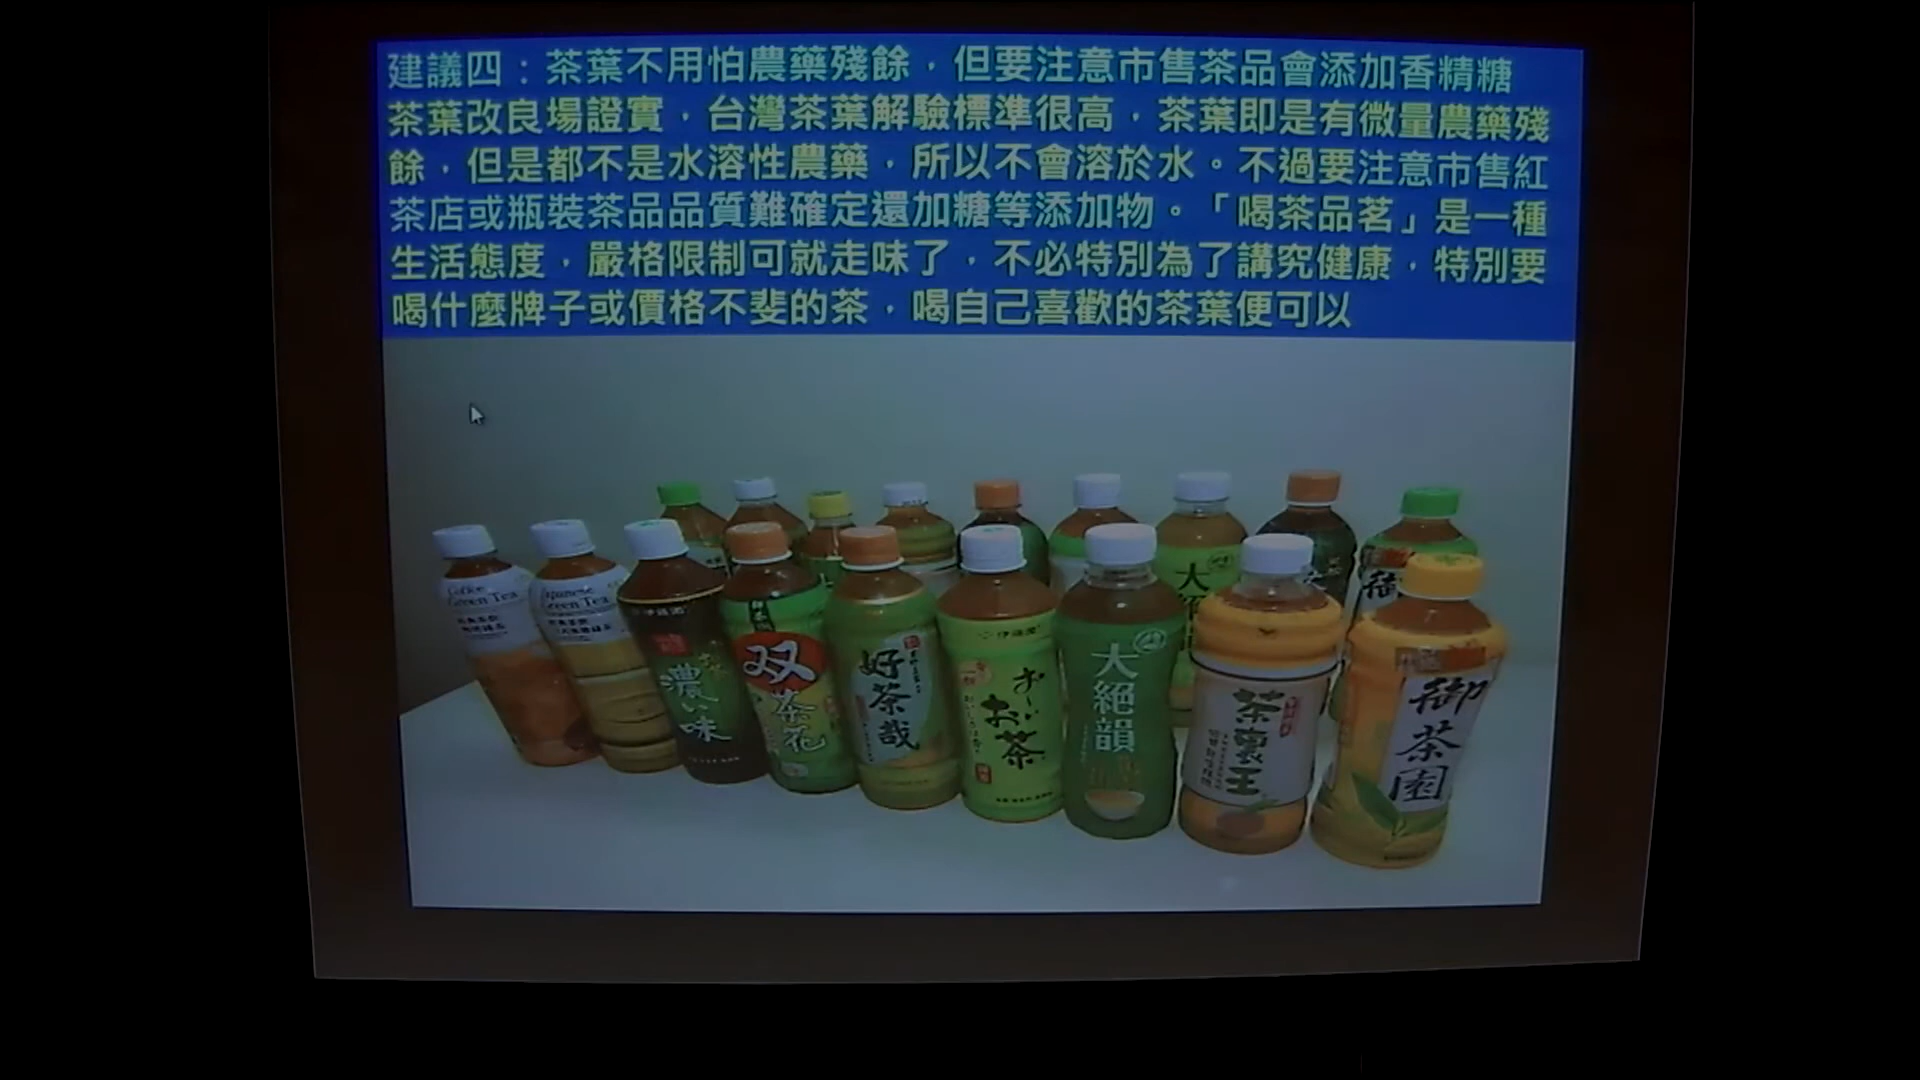 建議四：茶葉不用怕農藥殘餘，但要注意市售茶品會添加香精糖
茶葉改良場證實，台灣茶葉解驗標準很高，茶葉即是有微量農藥殘
餘，但是都不是水溶性農藥，所以不會溶於水。不過要注意市售紅
茶店或瓶裝茶品品質難確定還加糖等添加物。「喝茶品茗」是一種
生活態度，嚴格限制可就走味了，不必特別為了講究健康，特別要
喝什麼牌子或價格不斐的茶，喝自己喜歡的茶葉便可以
Coffee
Green Tea
Japanese
Green Tea
伊藤園
濃い味
双
茶花
好茶哉
伊藤園
お～い
お茶
大絕韻
茶裏王
御茶園
大絕
御